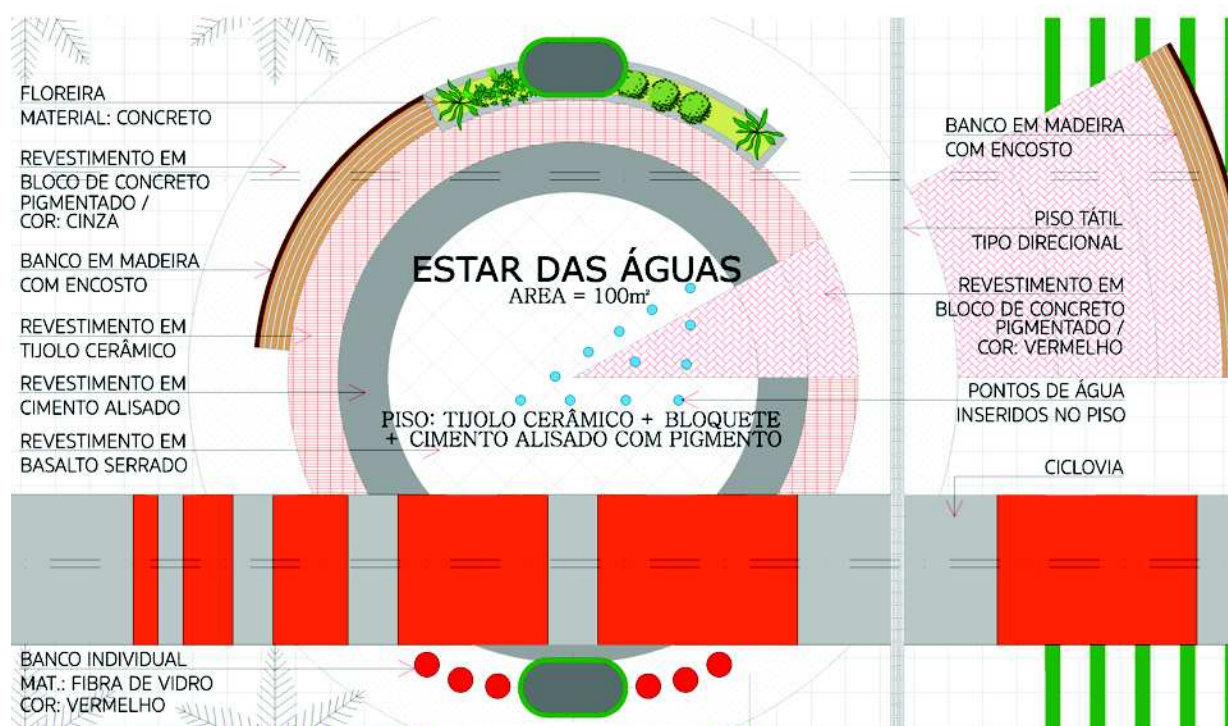 FLOREIRA
MATERIAL: CONCRETO
REVESTIMENTO EM
BLOCO DE CONCRETO
PIGMENTADO /
COR: CINZA
BANCO EM MADEIRA
COM ENCOSTO
REVESTIMENTO EM
TIJOLO CERÂMICO
REVESTIMENTO EM
CIMENTO ALISADO
REVESTIMENTO EM
BASALTO SERRADO
BANCO INDIVIDUAL
MAT.: FIBRA DE VIDRO
COR: VERMELHO
ESTAR DAS ÁGUAS
AREA = 100m²
PISO: TIJOLO CERÂMICO + BLOQUETE
+ CIMENTO ALISADO COM PIGMENTO
BANCO EM MADEIRA
COM ENCOSTO
PISO TÁTIL
TIPO DIRECIONAL
REVESTIMENTO EM
BLOCO DE CONCRETO
PIGMENTADO /
COR: VERMELHO
PONTOS DE ÁGUA
INSERIDOS NO PISO
CICLOVIA